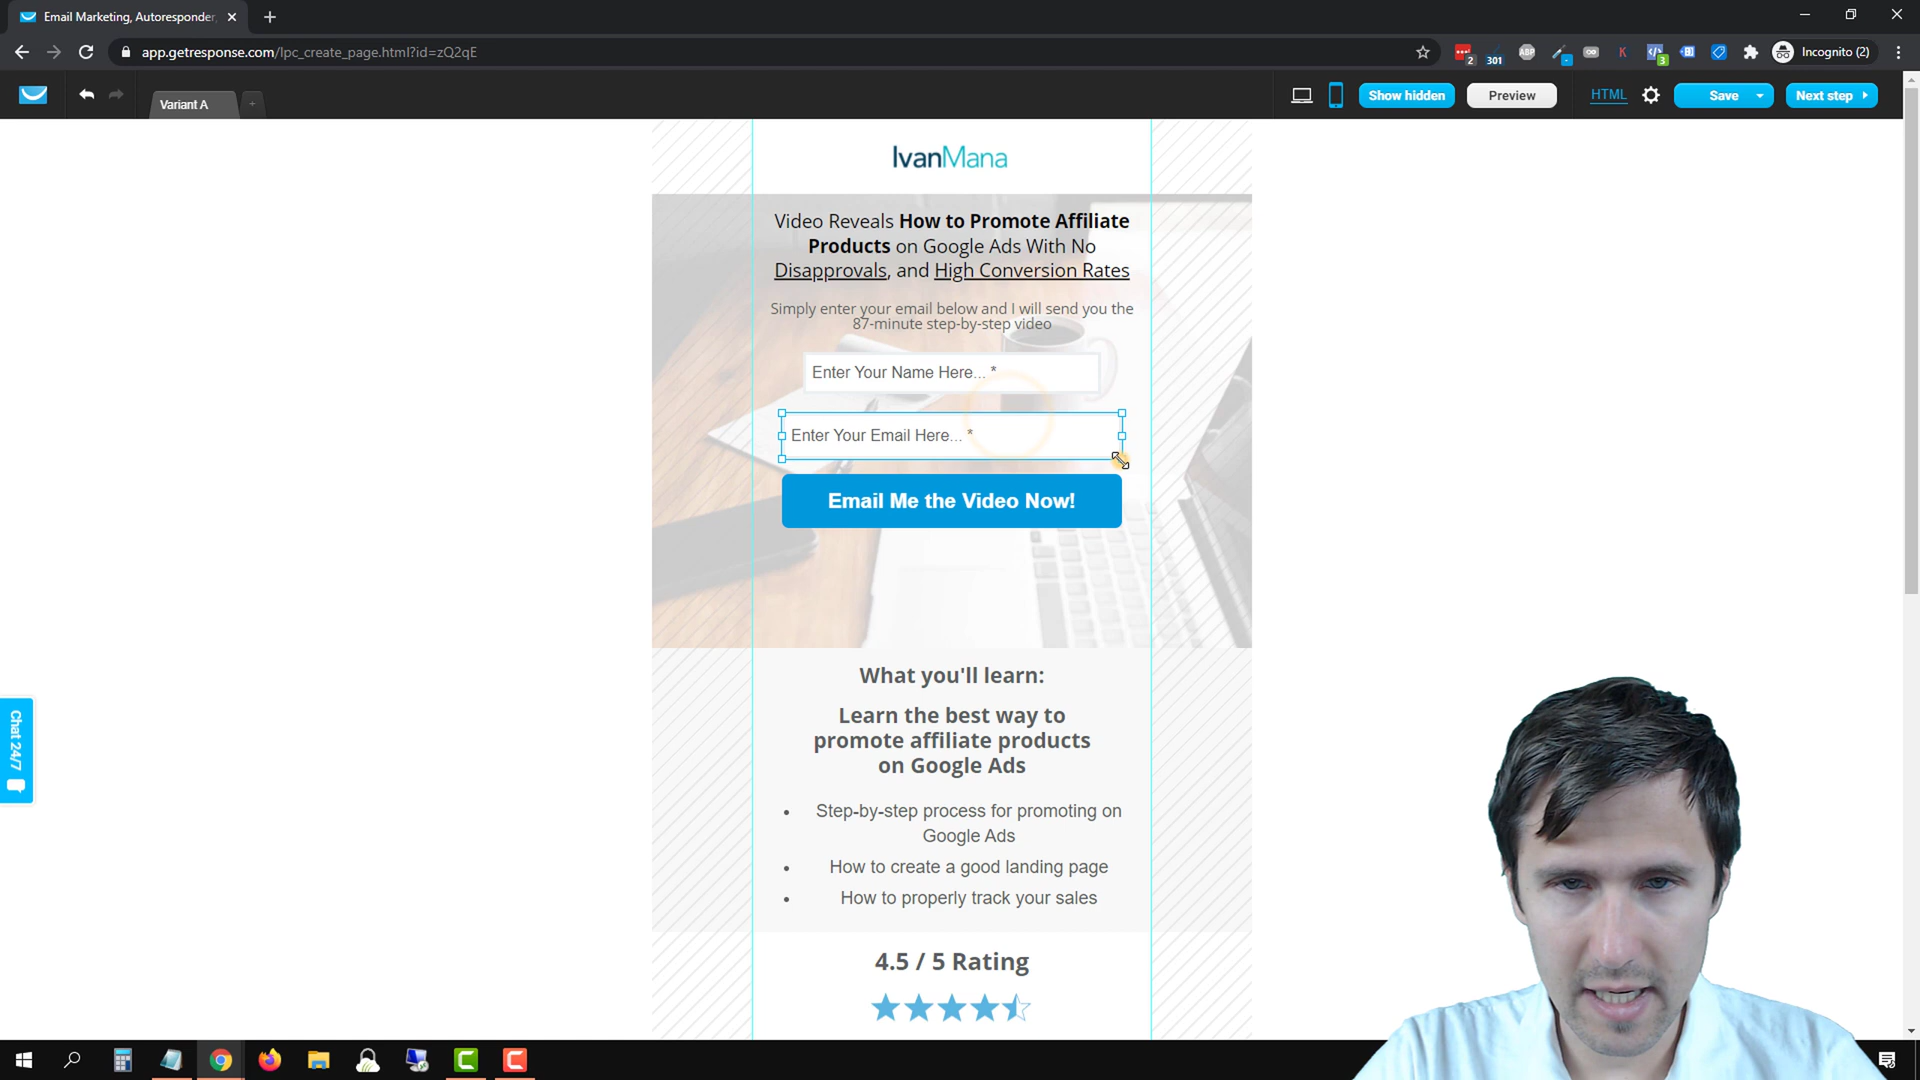 Email Marketing, Autoresponder
app.getresponse.com/lpc_create_page.html?id=zQ2qE
2
301
ABP
K
3
Incognito (2)
Variant A
+
Show hidden
Preview
HTML
Save
Next step
IvanMana
Video Reveals How to Promote Affiliate
Products on Google Ads With No
Disapprovals, and High Conversion Rates
Simply enter your email below and I will send you the
87-minute step-by-step video
Enter Your Name Here... *
Enter Your Email Here... *
Email Me the Video Now!
What you'll learn:
Learn the best way to
promote affiliate products
on Google Ads
• Step-by-step process for promoting on
Google Ads
• How to create a good landing page
• How to properly track your sales
4.5 / 5 Rating
Chat 24/7